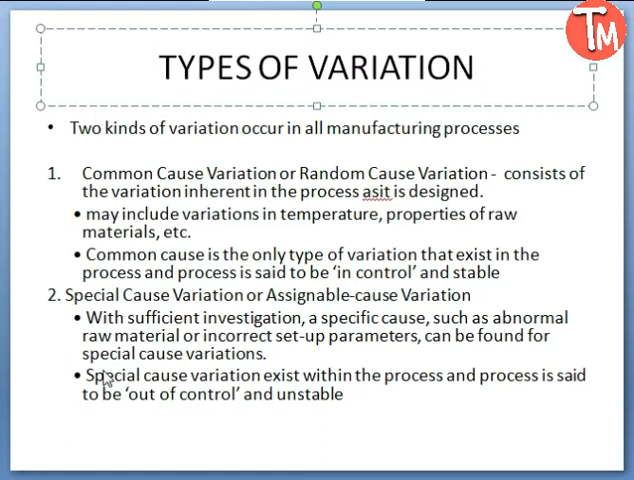 TM
TYPES OF VARIATION
• Two kinds of variation occur in all manufacturing processes
1. Common Cause Variation or Random Cause Variation - consists of
the variation inherent in the process asit is designed.
• may include variations in temperature, properties of raw
materials, etc.
• Common cause is the only type of variation that exist in the
process and process is said to be ‘in control’ and stable
2. Special Cause Variation or Assignable-cause Variation
• With sufficient investigation, a specific cause, such as abnormal
raw material or incorrect set-up parameters, can be found for
special cause variations.
• Special cause variation exist within the process and process is said
to be ‘out of control’ and unstable